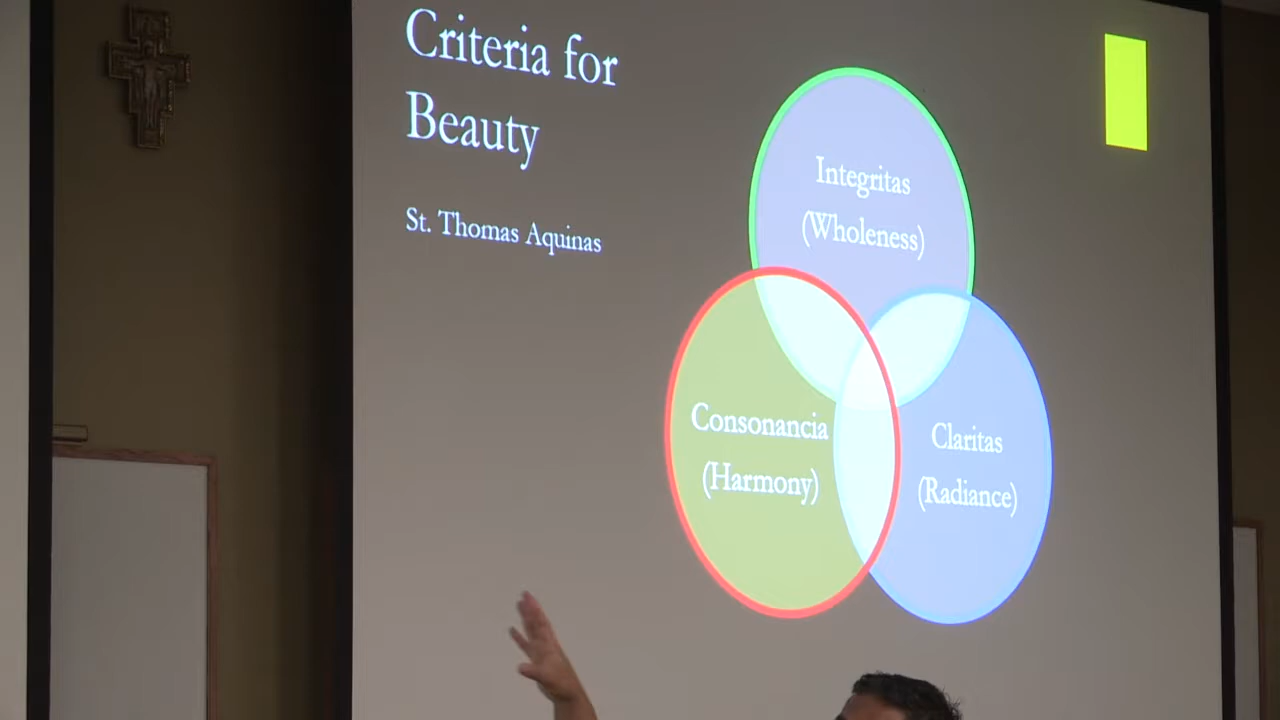 Criteria for
Beauty
St. Thomas Aquinas
Integritas
(Wholeness)
Consonancia
(Harmony)
Claritas
(Radiance)